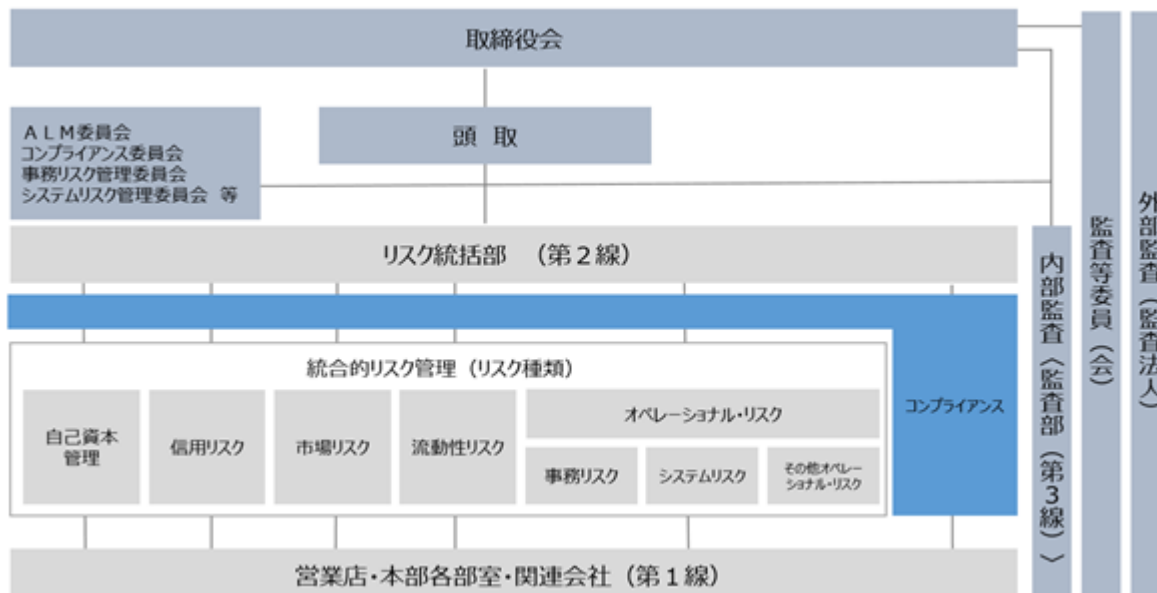 取締役会
頭 取
ALM委員会
コンプライアンス委員会
事務リスク管理委員会
システムリスク管理委員会 等
リスク統括部 (第2線)
統合的リスク管理(リスク種類)
自己資本
管理
信用リスク
市場リスク
流動性リスク
オペレーショナル・リスク
事務リスク
システムリスク
その他オペレー
ショナル・リスク
コンプライアンス
営業店・本部各部室・関連会社(第1線)
内部監査〈監査部(第3線)〉
監査等委員(会)
外部監査(監査法人)